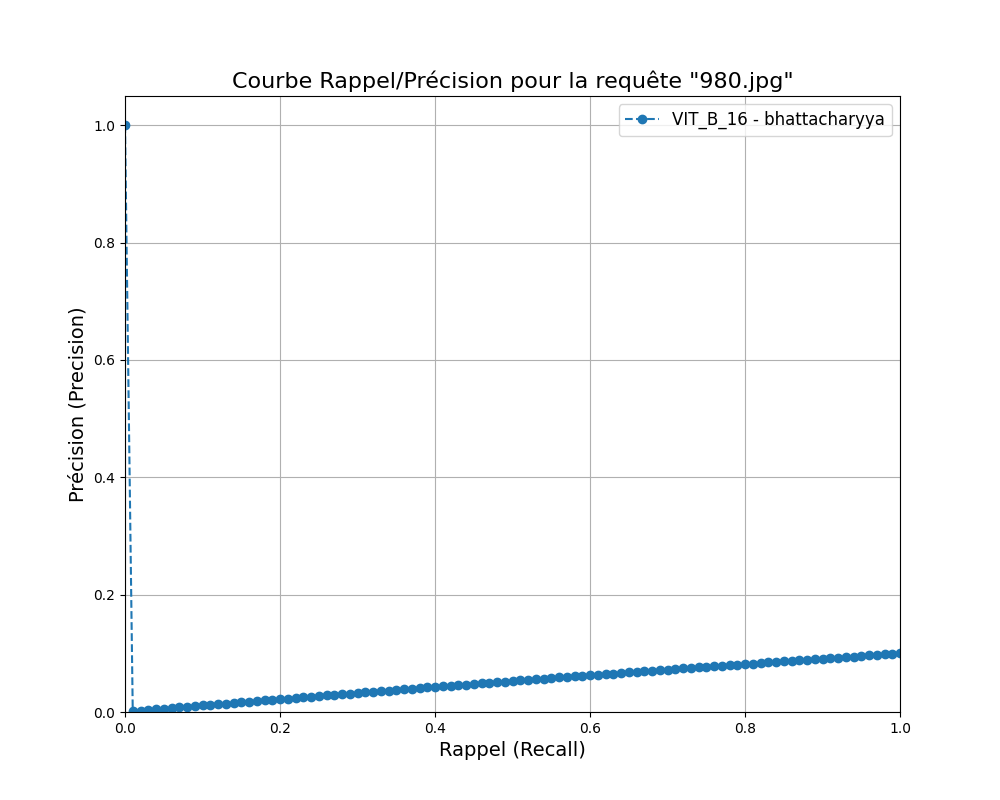 Courbe Rappel/Précision pour la requête "980.jpg"
VIT_B_16 - bhattacharyya
1.0
0.8
0.6
0.4
0.2
0.0
Précision (Precision)
0.0 0.2 0.4 0.6 0.8 1.0
Rappel (Recall)